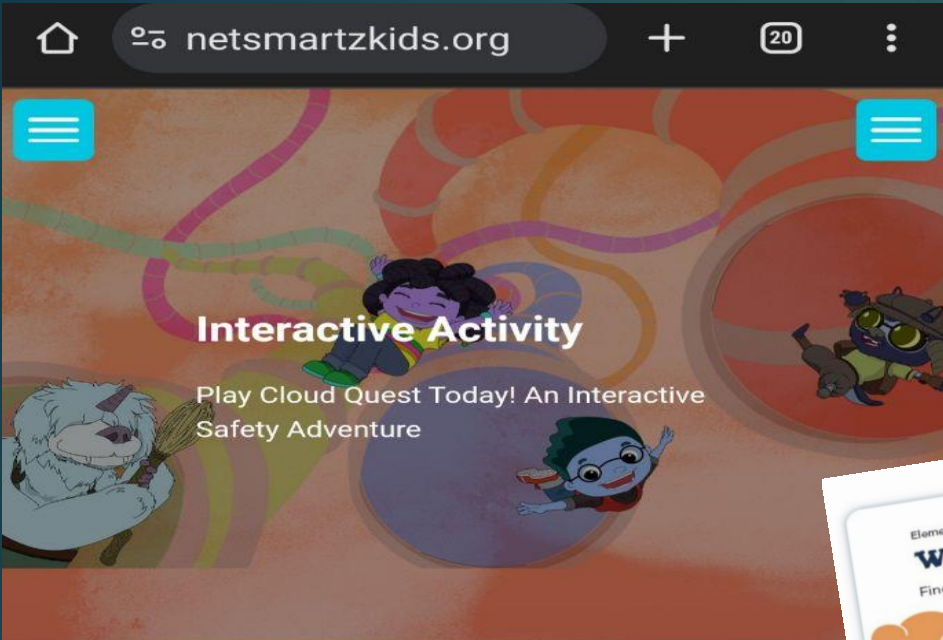 netsmartzkids.org
20
Interactive Activity
Play Cloud Quest Today! An Interactive
Safety Adventure